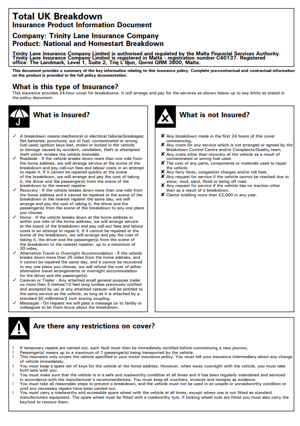 Total UK Breakdown
Insurance Product Information Document
Company: Trinity Lane Insurance Company
Product: National and Homestart Breakdown
Trinity Lane Insurance Company Limited is authorised and regulated by the Malta Financial Services Authority.
Trinity Lane Insurance Company Limited is registered in Malta - registration number C40137. Registered
office: The Landmark, Level 1, Suite 2, Triq L Iljun, Qormi QRM 3800, Malta.
This document provides a summary of the key information relating to this insurance policy. Complete pre-contractual and contractual information
on the product is provided in the full policy documentation.
What is this type of Insurance?
This insurance provides 24-hour cover for breakdowns. It will arrange and pay for the services as shown below up to any limits as stated in
the policy document.
What is Insured?
✓ A breakdown means mechanical or electrical failures/breakages;
flat batteries; punctures; out of fuel; contaminated or wrong
fuel used; ignition keys lost, stolen or locked in the vehicle;
or damage caused by accident, vandalism, theft or attempted
theft which renders the vehicle immobile.
✓ Roadside - If the vehicle breaks down more than one mile from
the home address, we will arrange service at the scene of the
breakdown and pay call-out fees and labour costs in an attempt
to repair it. If it cannot be repaired quickly at the scene
of the breakdown, we will arrange and pay the cost of taking
it, the driver and the passenger(s) from the scene of the
breakdown to the nearest repairer.
✓ Recovery - If the vehicle breaks down more than one mile from
the home address and it cannot be repaired at the scene of the
breakdown or the nearest repairer the same day, we will
arrange and pay the cost of taking it, the driver and the
passenger(s) from the scene of the breakdown to any one place
you choose.
✓ Home - If the vehicle breaks down at the home address or
within one mile of the home address, we will arrange service
at the scene of the breakdown and pay call-out fees and labour
costs in an attempt to repair it. If it cannot be repaired at the
scene of the breakdown, we will arrange and pay the cost of
taking it, the driver and the passenger(s) from the scene of
the breakdown to the nearest repairer, up to a maximum of
20 miles.
✓ Alternative Travel or Overnight Accommodation - If the vehicle
breaks down more than 25 miles from the home address, and
it cannot be repaired the same day, and it cannot be recovered
to any one place you choose, we will refund the cost of either
alternative travel arrangements or overnight accommodation
for the driver and the passenger(s).
✓ Caravan or Trailer - Any attached small general purpose trailer
no more than 3 metres/10 feet long (unless previously notified
and accepted by us) or any attached caravan will be entitled to
the same service as the vehicle, as long as it is attached by a
standard 50 millimetre/2 inch towing coupling.
✓ Messages - On request we will pass a message on to family or
colleagues to let them know about the breakdown.
What is not Insured?
✗ Any breakdown made in the first 24 hours of this cover
commencing.
✗ Any costs for any service which is not arranged or agreed by the
Breakdown Control Centre and/or Complaints/Quality team.
✗ Any costs other than recovery of the vehicle as a result of
contaminated or wrong fuel used.
✗ The cost of any parts, components or materials used to repair
the vehicle.
✗ Any ferry fares, congestion charges and/or toll fees.
✗ Any request for service if the vehicle cannot be reached due to
snow, mud, sand, flood or being off road.
✗ Any request for service if the vehicle has no traction other
than as a result of a breakdown.
✗ Claims totalling more than £2,000 in any year.
Are there any restrictions on cover?
! If temporary repairs are carried out, such fault must then be immediately rectified before commencing a new journey.
! Passenger(s) means up to a maximum of 7 passenger(s) being transported by the vehicle.
! This insurance only covers the vehicle specified in your motor insurance policy. You must tell your Insurance Intermediary about any change
of vehicle immediately.
! You must keep a spare set of keys for the vehicle at the home address. However, when away overnight with the vehicle, you must take
both sets with you.
! You must make sure that the vehicle is in a safe and roadworthy condition at all times and it has been regularly maintained and serviced
in accordance with the manufacturer's recommendations. You must keep all vouchers, invoices and receipts as evidence.
! You must take all reasonable steps to prevent a breakdown, and the vehicle must not be used in an unsafe or unroadworthy condition or
until any necessary repairs have been carried out.
! You must carry a roadworthy and accessible spare wheel with the vehicle at all times, except where one is not fitted as standard
manufacturers equipment. The spare wheel must be fitted with a roadworthy tyre. If locking wheel nuts are fitted you must also carry the
key/tool to remove them.